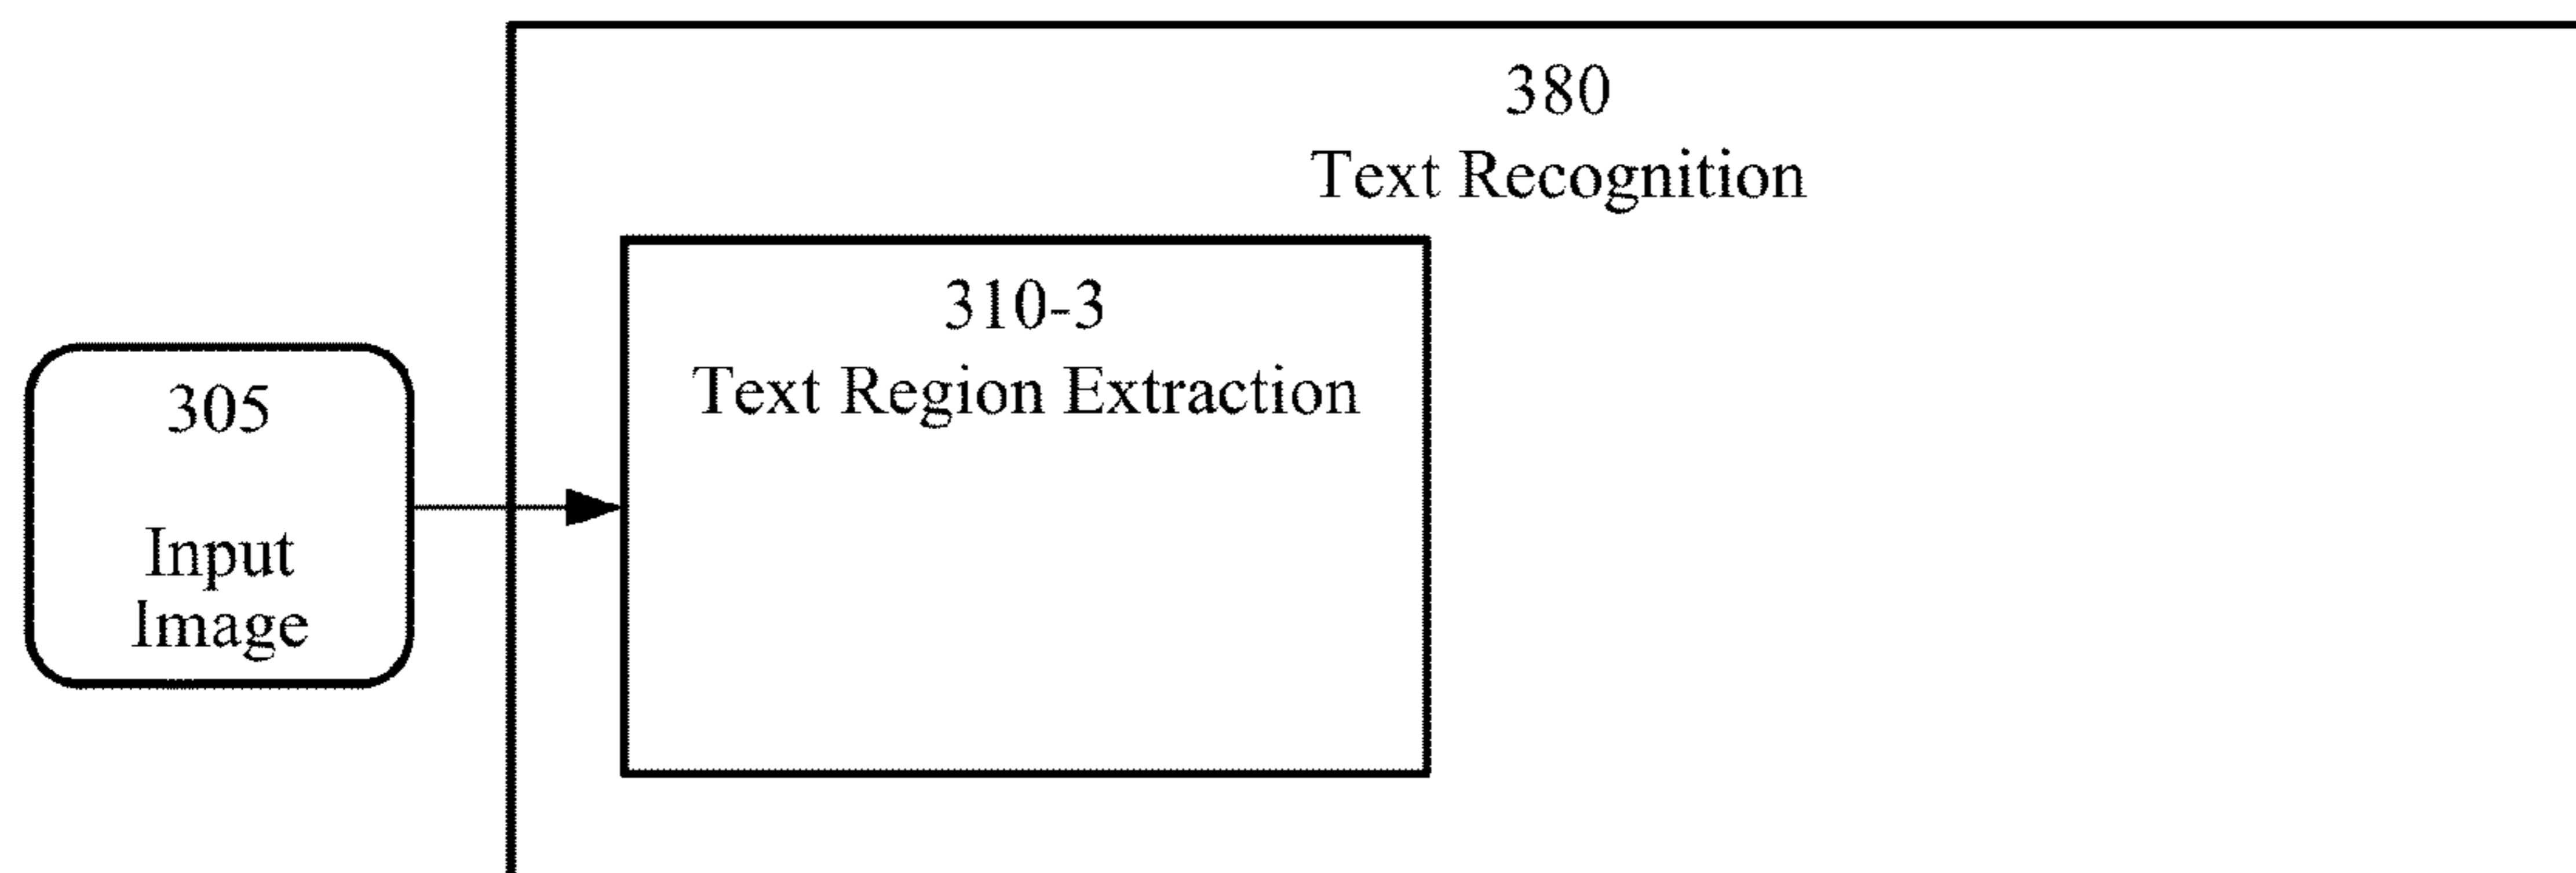 380
Text Recognition
310-3
Text Region Extraction
305
Input
Image